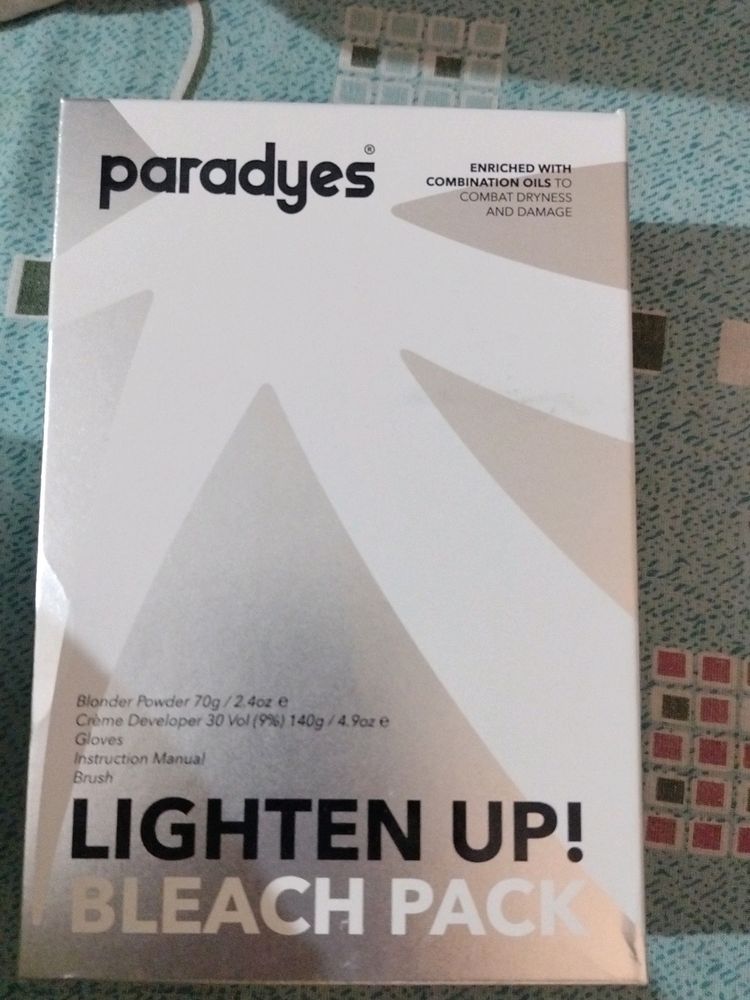 paradyes®
ENRICHED WITH
COMBINATION OILS TO
COMBAT DRYNESS
AND DAMAGE
Blonder Powder 70g / 2.4oz e
Crème Developer 30 Vol (9%) 140g / 4.9oz e
Gloves
Instruction Manual
Brush
LIGHTEN UP!
BLEACH PACK